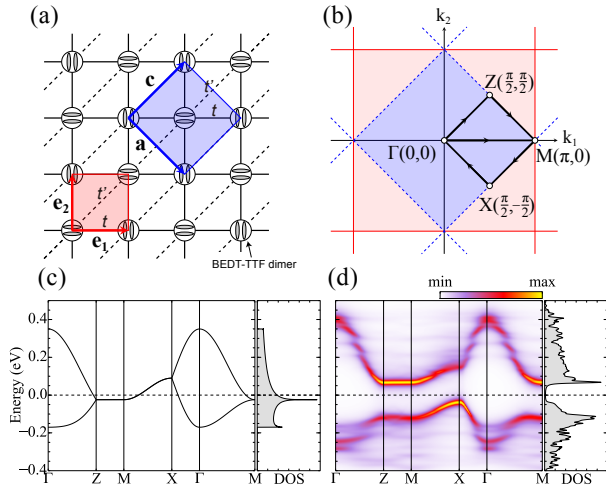 (a)
c
t'
t
a
e₂
t'
t
e₁
BEDT-TTF dimer
(b)
k₂
Z(π/2,π/2)
k₁
Γ(0,0)
M(π,0)
X(π/2,-π/2)
(c)
Energy (eV)
0.4
0.2
0.0
−0.2
−0.4
Γ Z M X Γ M DOS
(d)
min max
Γ Z M X Γ M DOS